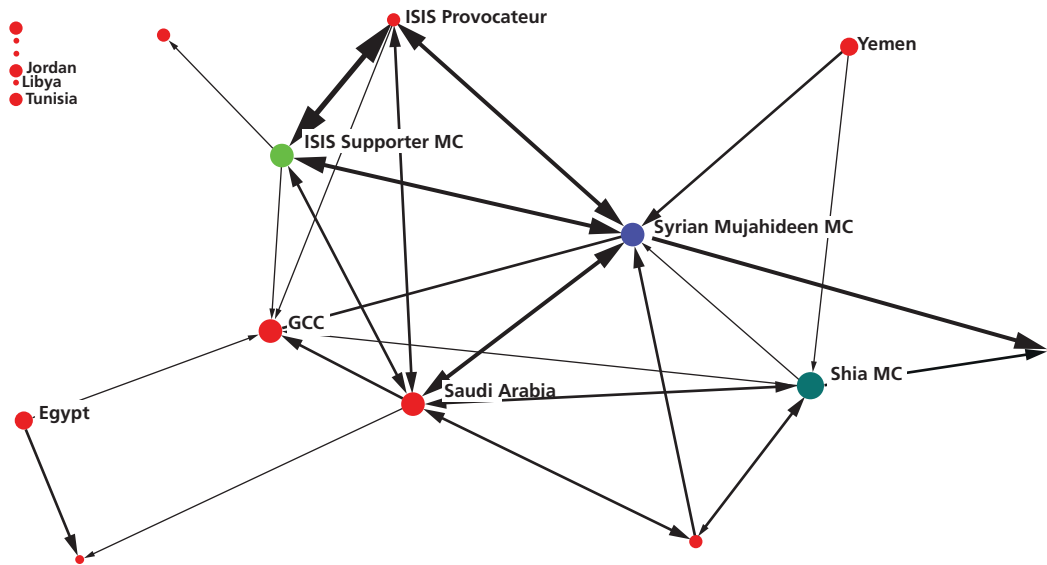 ISIS Provocateur
Yemen
Jordan
Libya
Tunisia
ISIS Supporter MC
Syrian Mujahideen MC
GCC
Shia MC
Saudi Arabia
Egypt